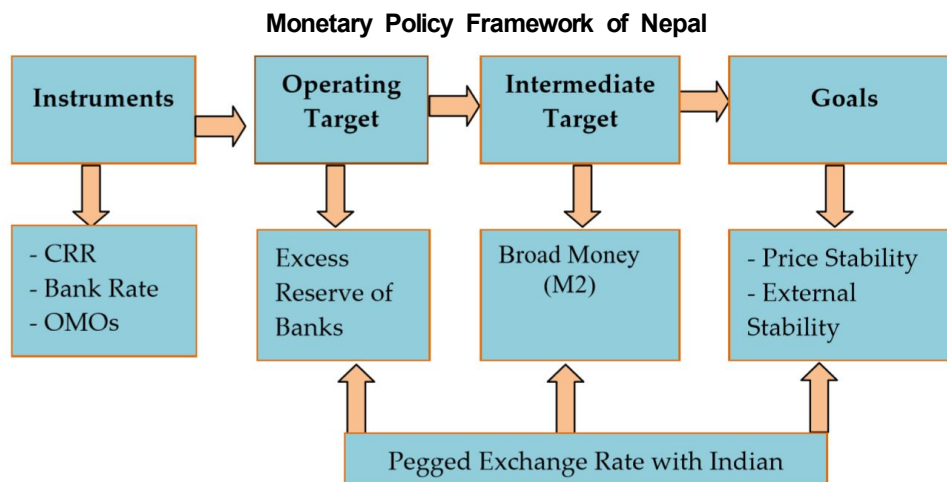 Monetary Policy Framework of Nepal
Instruments
Operating
Target
Intermediate
Target
Goals
- CRR
- Bank Rate
- OMOs
Excess
Reserve of
Banks
Broad Money
(M2)
- Price Stability
- External
Stability
Pegged Exchange Rate with Indian